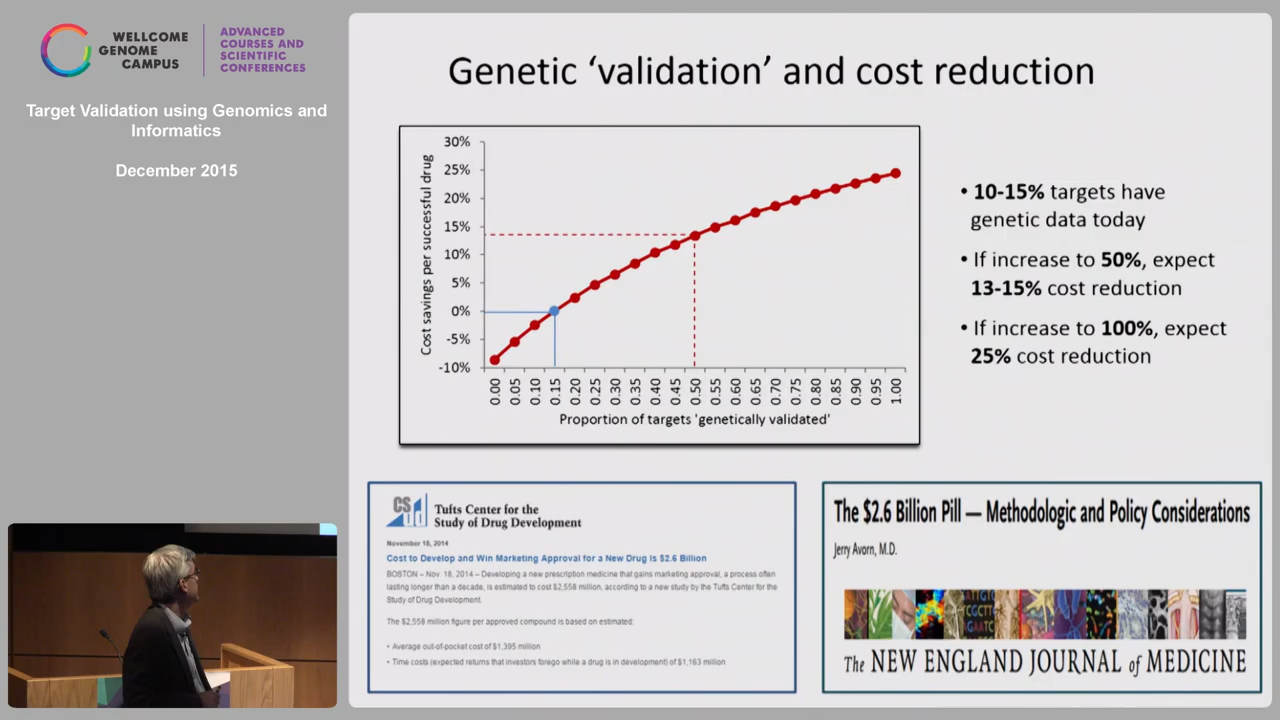 WELLCOME
GENOME
CAMPUS
ADVANCED
COURSES AND
SCIENTIFIC
CONFERENCES
Target Validation using Genomics and
Informatics
December 2015
Genetic ‘validation’ and cost reduction
Cost savings per successful drug
30%
25%
20%
15%
10%
5%
0%
-5%
-10%
0.00
0.05
0.10
0.15
0.20
0.25
0.30
0.35
0.40
0.45
0.50
0.55
0.60
0.65
0.70
0.75
0.80
0.85
0.90
0.95
1.00
Proportion of targets 'genetically validated'
• 10-15% targets have
genetic data today
• If increase to 50%, expect
13-15% cost reduction
• If increase to 100%, expect
25% cost reduction
CSdd
Tufts Center for the
Study of Drug Development
November 18, 2014
Cost to Develop and Win Marketing Approval for a New Drug Is $2.6 Billion
BOSTON – Nov. 18, 2014 – Developing a new prescription medicine that gains marketing approval, a process often
lasting longer than a decade, is estimated to cost $2,558 million, according to a new study by the Tufts Center for the
Study of Drug Development.
The $2,558 million figure per approved compound is based on estimated:
• Average out-of-pocket cost of $1,395 million
• Time costs (expected returns that investors forego while a drug is in development) of $1,163 million
The $2.6 Billion Pill — Methodologic and Policy Considerations
Jerry Avorn, M.D.
The NEW ENGLAND JOURNAL of MEDICINE